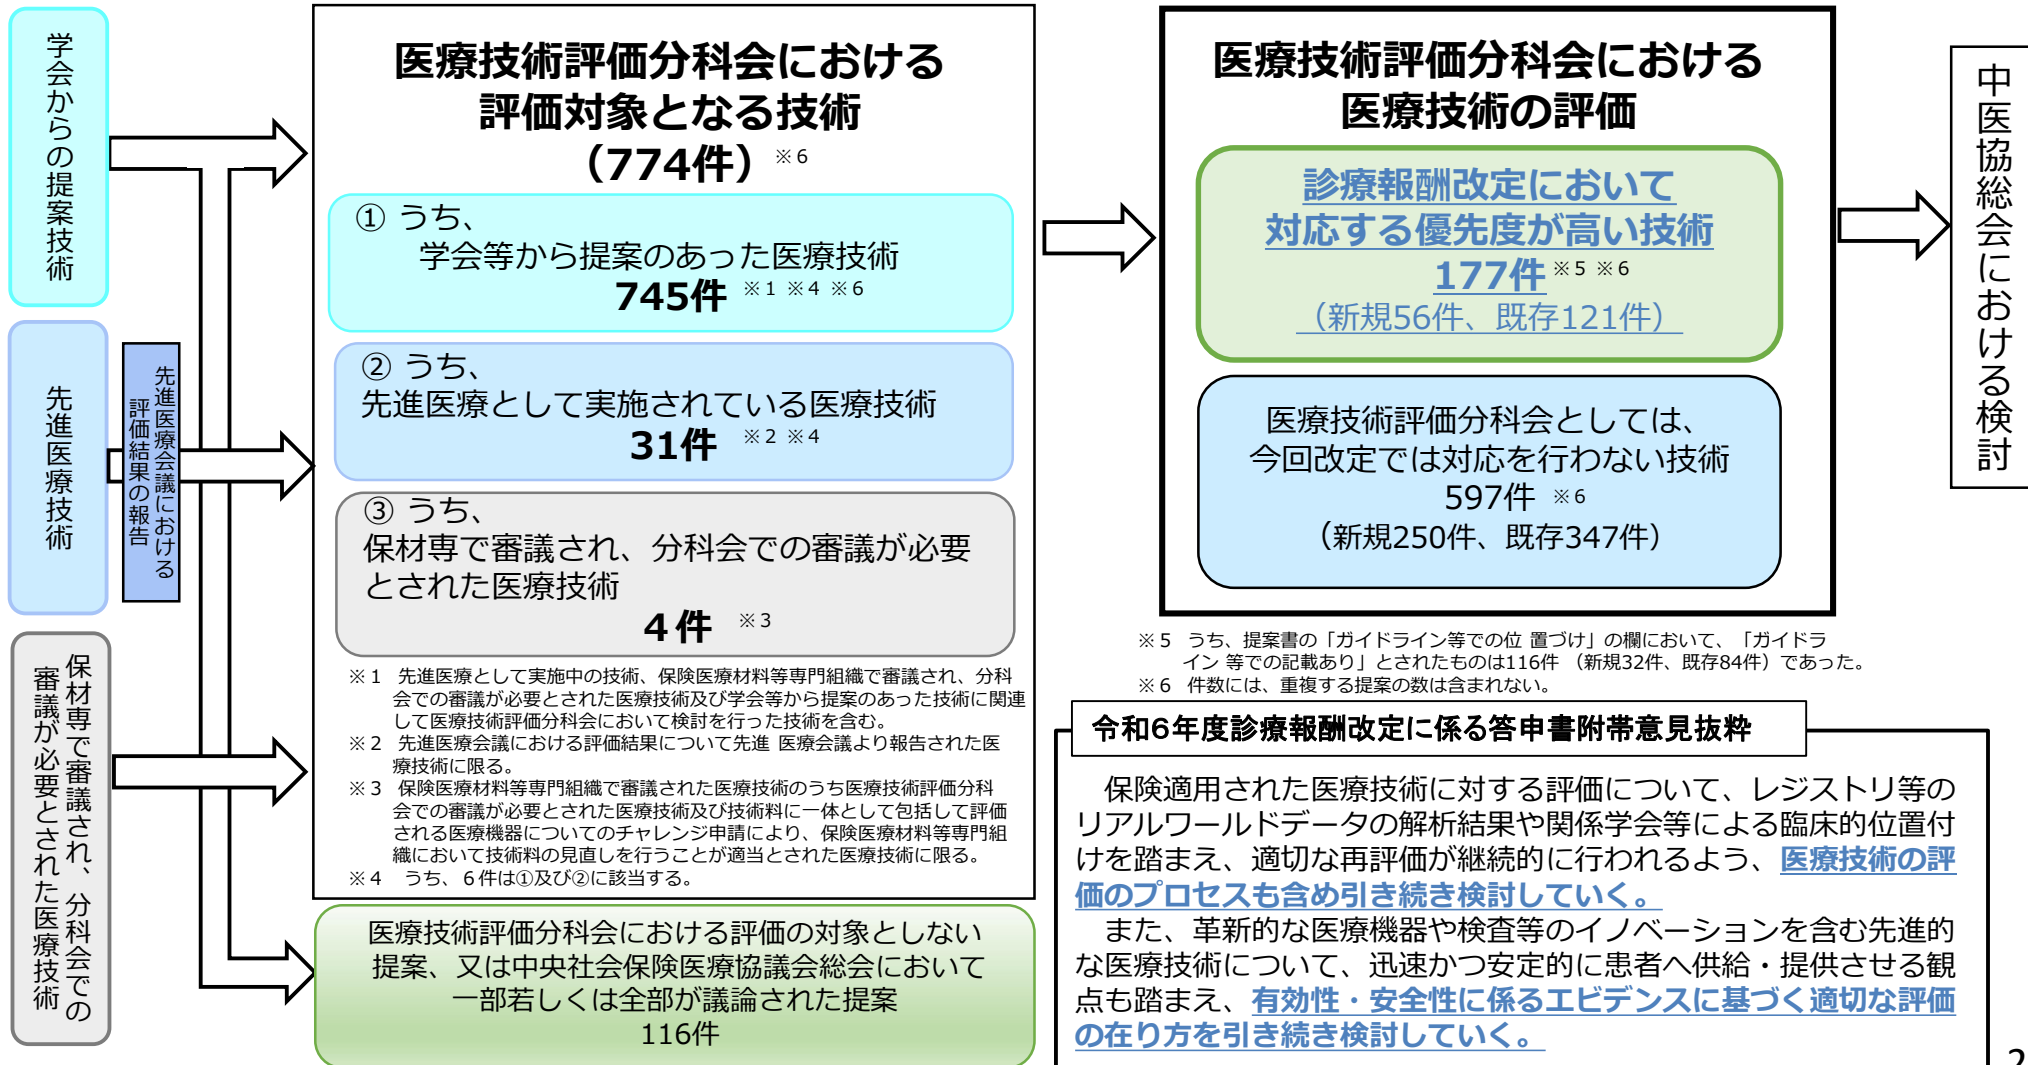 学会からの提案技術
先進医療技術
先進医療会議における
評価結果の報告
保材専で審議され、分科会での
審議が必要とされた医療技術
医療技術評価分科会における
評価対象となる技術
（774件）※6
① うち、
学会等から提案のあった医療技術
745件 ※1 ※4 ※6
② うち、
先進医療として実施されている医療技術
31件 ※2 ※4
③ うち、
保材専で審議され、分科会での審議が必要
とされた医療技術
４件 ※3
※1 先進医療として実施中の技術、保険医療材料等専門組織で審議され、分科
会での審議が必要とされた医療技術及び学会等から提案のあった技術に関連
して医療技術評価分科会において検討を行った技術を含む。
※2 先進医療会議における評価結果について先進 医療会議より報告された医
療技術に限る。
※3 保険医療材料等専門組織で審議された医療技術のうち医療技術評価分科
会での審議が必要とされた医療技術及び技術料に一体として包括して評価
される医療機器についてのチャレンジ申請により、保険医療材料等専門組
織において技術料の見直しを行うことが適当とされた医療技術に限る。
※4 うち、６件は①及び②に該当する。
医療技術評価分科会における評価の対象としない
提案、又は中央社会保険医療協議会総会において
一部若しくは全部が議論された提案
116件
医療技術評価分科会における
医療技術の評価
診療報酬改定において
対応する優先度が高い技術
177件 ※5 ※6
（新規56件、既存121件）
医療技術評価分科会としては、
今回改定では対応を行わない技術
597件 ※6
（新規250件、既存347件）
※5 うち、提案書の「ガイドライン等での位 置づけ」の欄において、「ガイドラ
イン 等での記載あり」とされたものは116件 （新規32件、既存84件）であった。
※6 件数には、重複する提案の数は含まれない。
中医協総会における検討
令和６年度診療報酬改定に係る答申書附帯意見抜粋
保険適用された医療技術に対する評価について、レジストリ等の
リアルワールドデータの解析結果や関係学会等による臨床的位置付
けを踏まえ、適切な再評価が継続的に行われるよう、医療技術の評
価のプロセスも含め引き続き検討していく。
また、革新的な医療機器や検査等のイノベーションを含む先進的
な医療技術について、迅速かつ安定的に患者へ供給・提供させる観
点も踏まえ、有効性・安全性に係るエビデンスに基づく適切な評価
の在り方を引き続き検討していく。
2